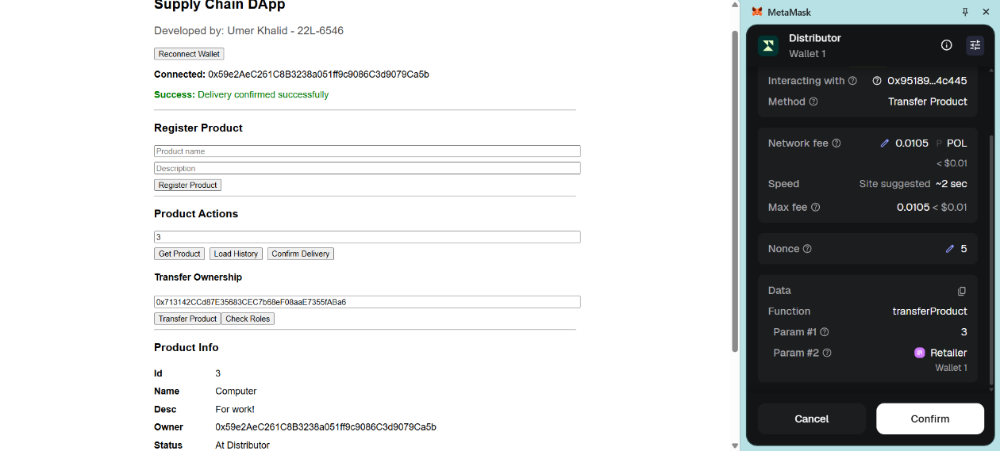 Supply Chain DApp
Developed by: Umer Khalid - 22L-6546
Reconnect Wallet
Connected: 0x59e2AeC261C8B3238a051ff9c9086C3d9079Ca5b
Success: Delivery confirmed successfully
Register Product
Product name
Description
Register Product
Product Actions
3
Get Product Load History Confirm Delivery
Transfer Ownership
0x713142CCd87E35683CEC7b68eF08aaE7355fABa6
Transfer Product Check Roles
Product Info
Id 3
Name Computer
Desc For work!
Owner 0x59e2AeC261C8B3238a051ff9c9086C3d9079Ca5b
Status At Distributor
MetaMask
Distributor
Wallet 1
Interacting with 0x95189...4c445
Method Transfer Product
Network fee 0.0105 P POL
< $0.01
Speed Site suggested ~2 sec
Max fee 0.0105 < $0.01
Nonce 5
Data
Function transferProduct
Param #1 3
Param #2 Retailer
Wallet 1
Cancel Confirm